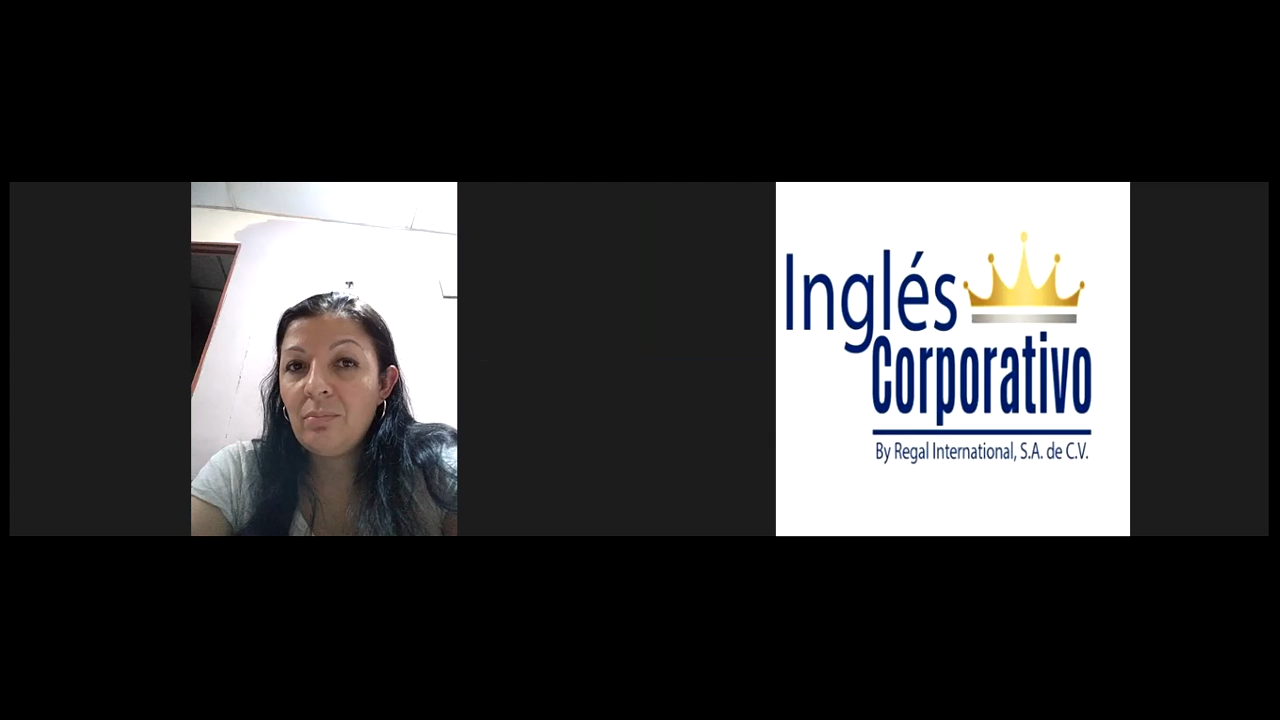 Inglés
Corporativo
By Regal International, S.A. de C.V.